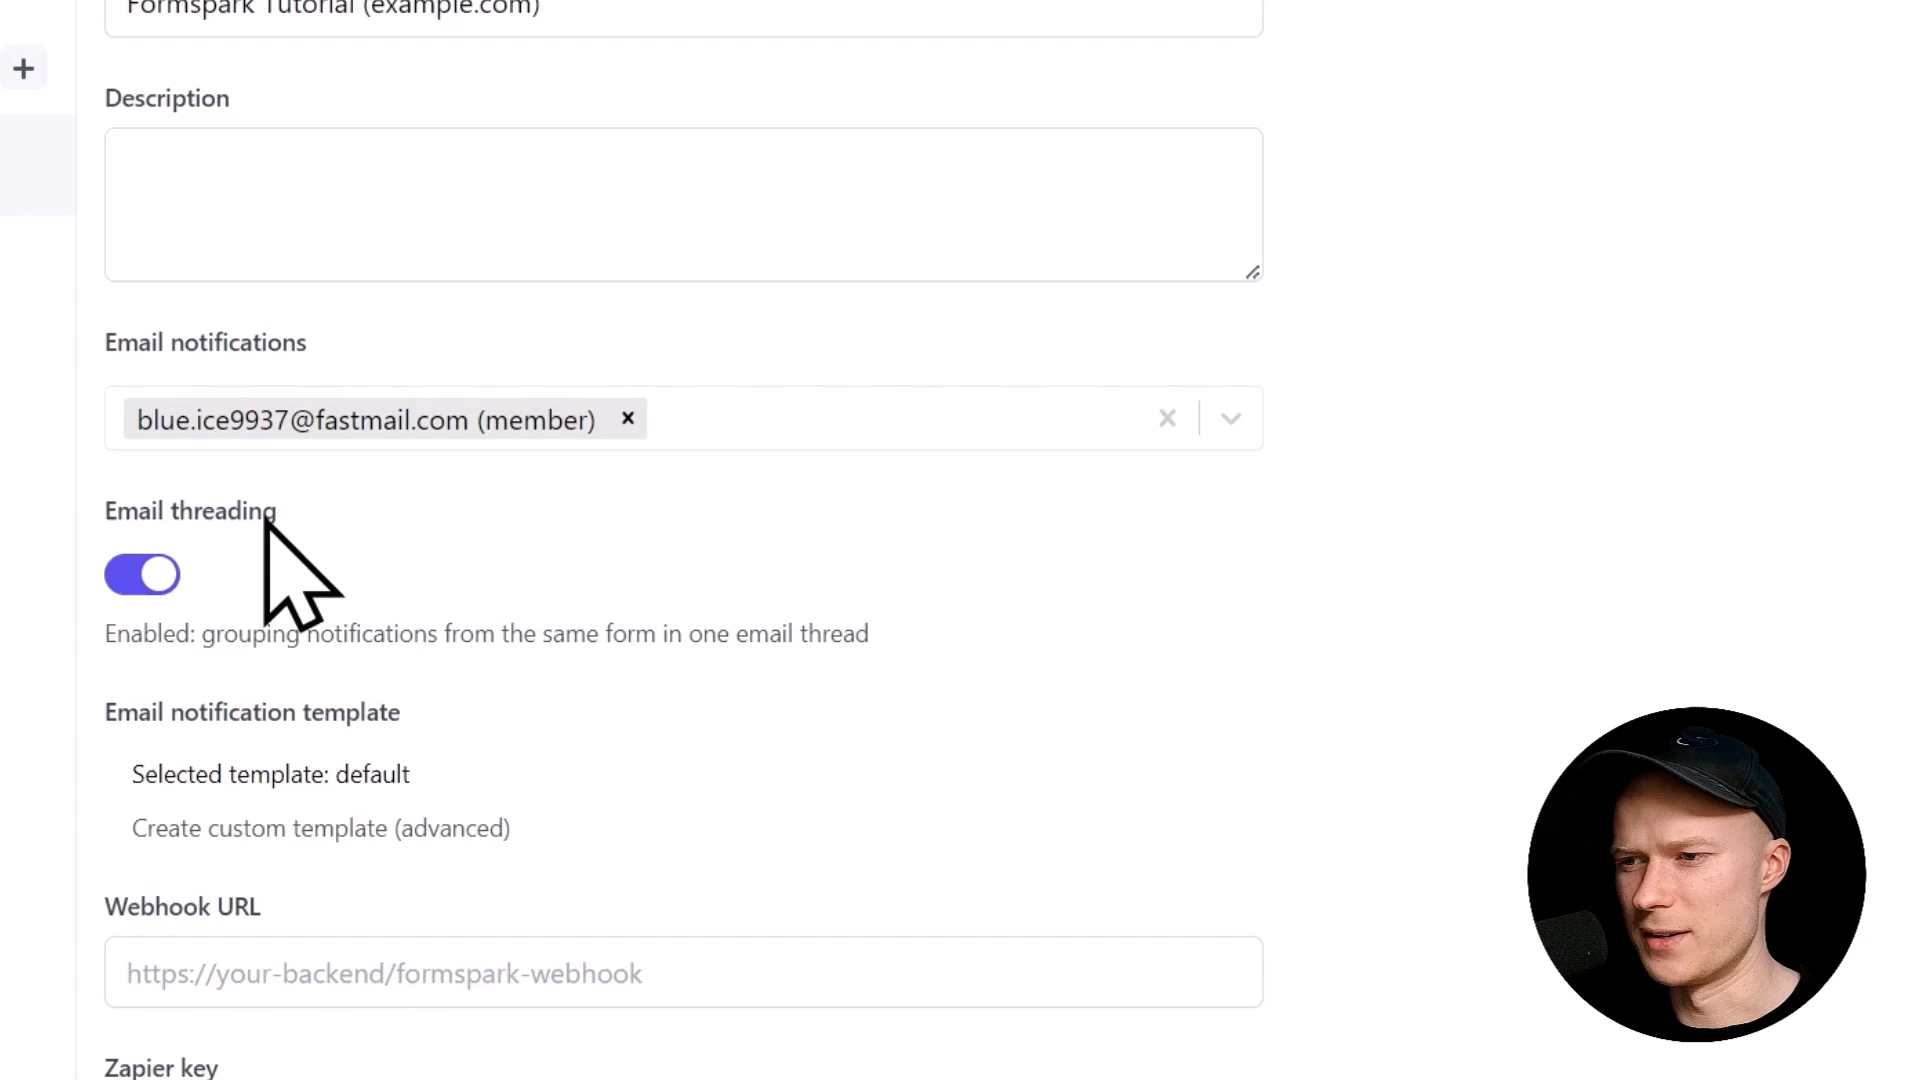 Formspark Tutorial (example.com)
Description
Email notifications
blue.ice9937@fastmail.com (member)
Email threading
Enabled: grouping notifications from the same form in one email thread
Email notification template
Selected template: default
Create custom template (advanced)
Webhook URL
https://your-backend/formspark-webhook
Zapier key